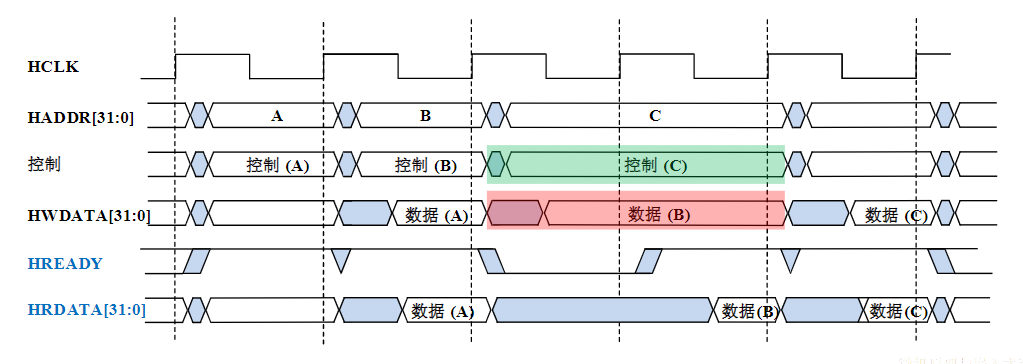 HCLK
HADDR[31:0] A B C
控制 控制 (A) 控制 (B) 控制 (C)
HWDATA[31:0] 数据 (A) 数据 (B) 数据 (C)
HREADY
HRDATA[31:0] 数据 (A) 数据(B) 数据 (C)